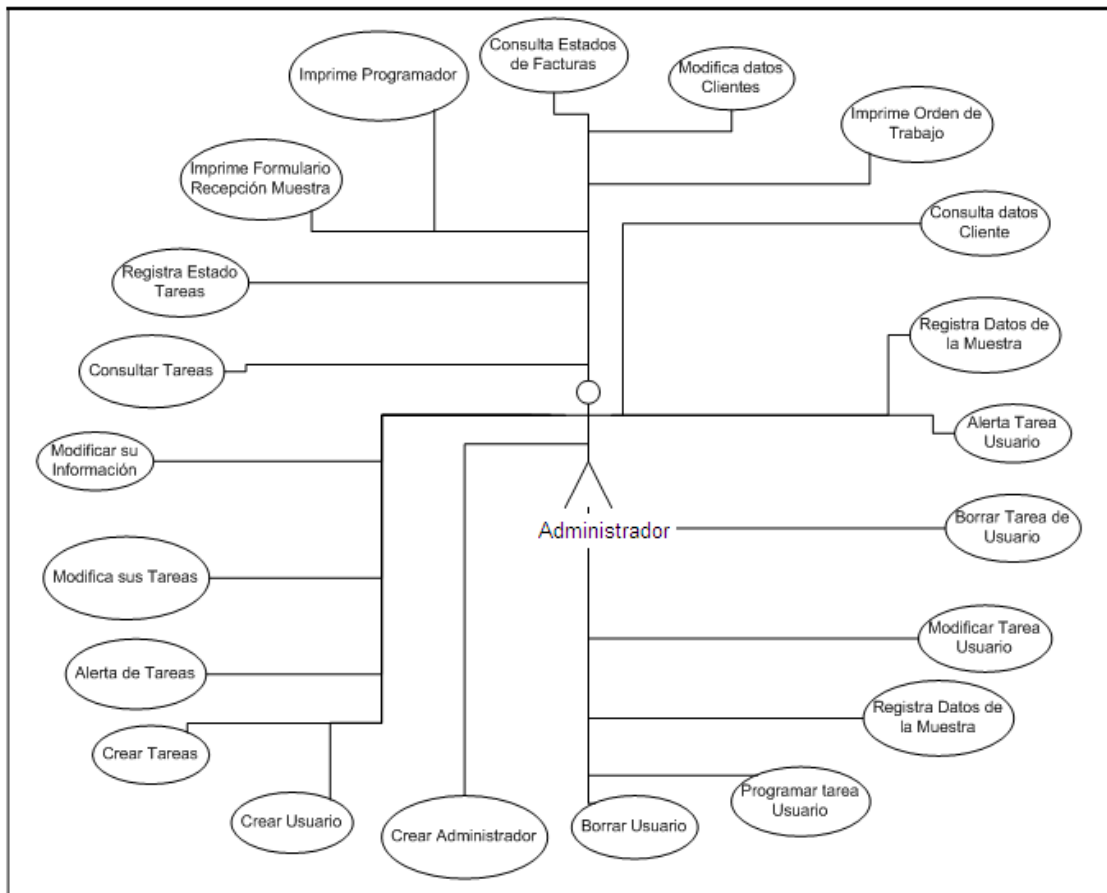 Consulta Estados
de Facturas
Imprime Programador
Modifica datos
Clientes
Imprime Orden de
Trabajo
Imprime Formulario
Recepción Muestra
Consulta datos
Cliente
Registra Estado
Tareas
Registra Datos de
la Muestra
Consultar Tareas
Alerta Tarea
Usuario
Modificar su
Información
Administrador
Borrar Tarea de
Usuario
Modifica sus Tareas
Modificar Tarea
Usuario
Alerta de Tareas
Registra Datos de
la Muestra
Crear Tareas
Programar tarea
Usuario
Crear Usuario
Crear Administrador
Borrar Usuario